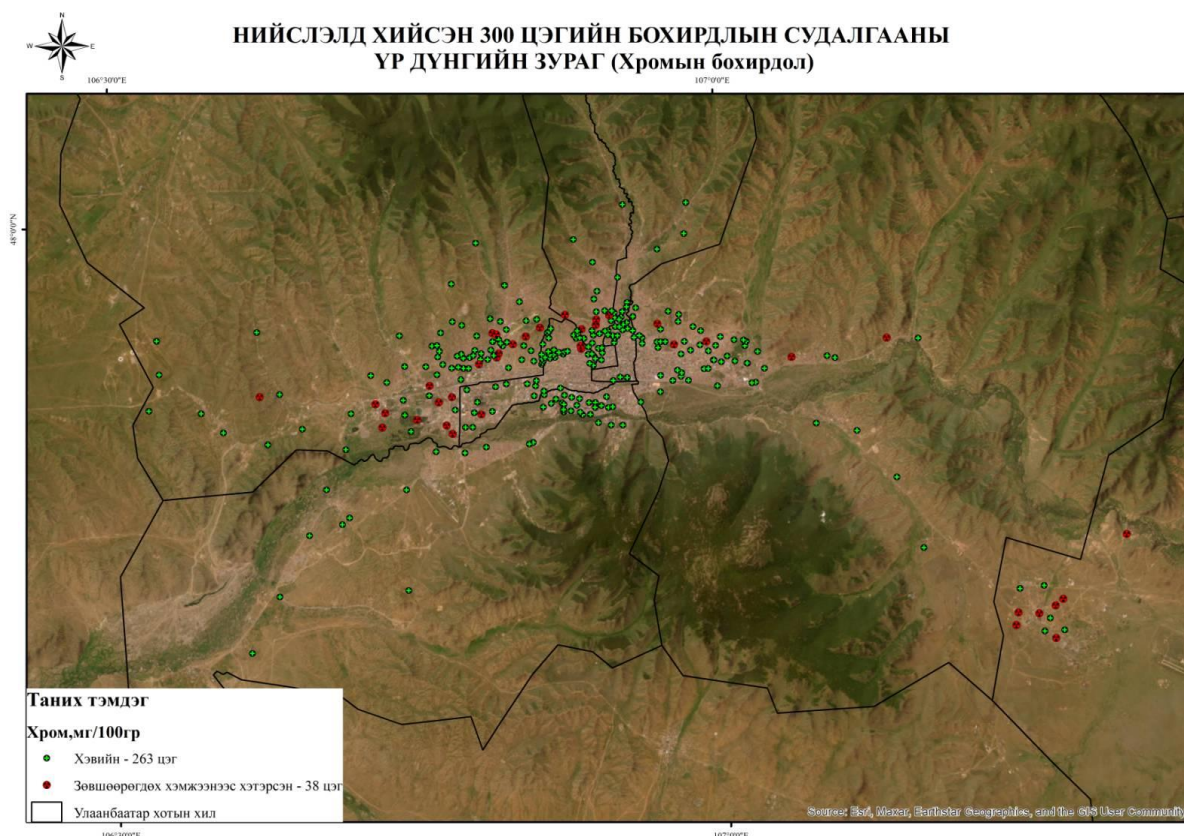 N
W
E
S
НИЙСЛЭЛД ХИЙСЭН 300 ЦЭГИЙН БОХИРДЛЫН СУДАЛГААНЫ
ҮР ДҮНГИЙН ЗУРАГ (Хромын бохирдол)
106°30'0"E
107°0'0"E
48°0'0"N
Таних тэмдэг
Хром,мг/100гр
Хэвийн - 263 цэг
Зөвшөөрөгдөх хэмжээнээс хэтэрсэн - 38 цэг
Улаанбаатар хотын хил
Source: Esri, Maxar, Earthstar Geographics, and the GIS User Community
106°30'0"E
107°0'0"E